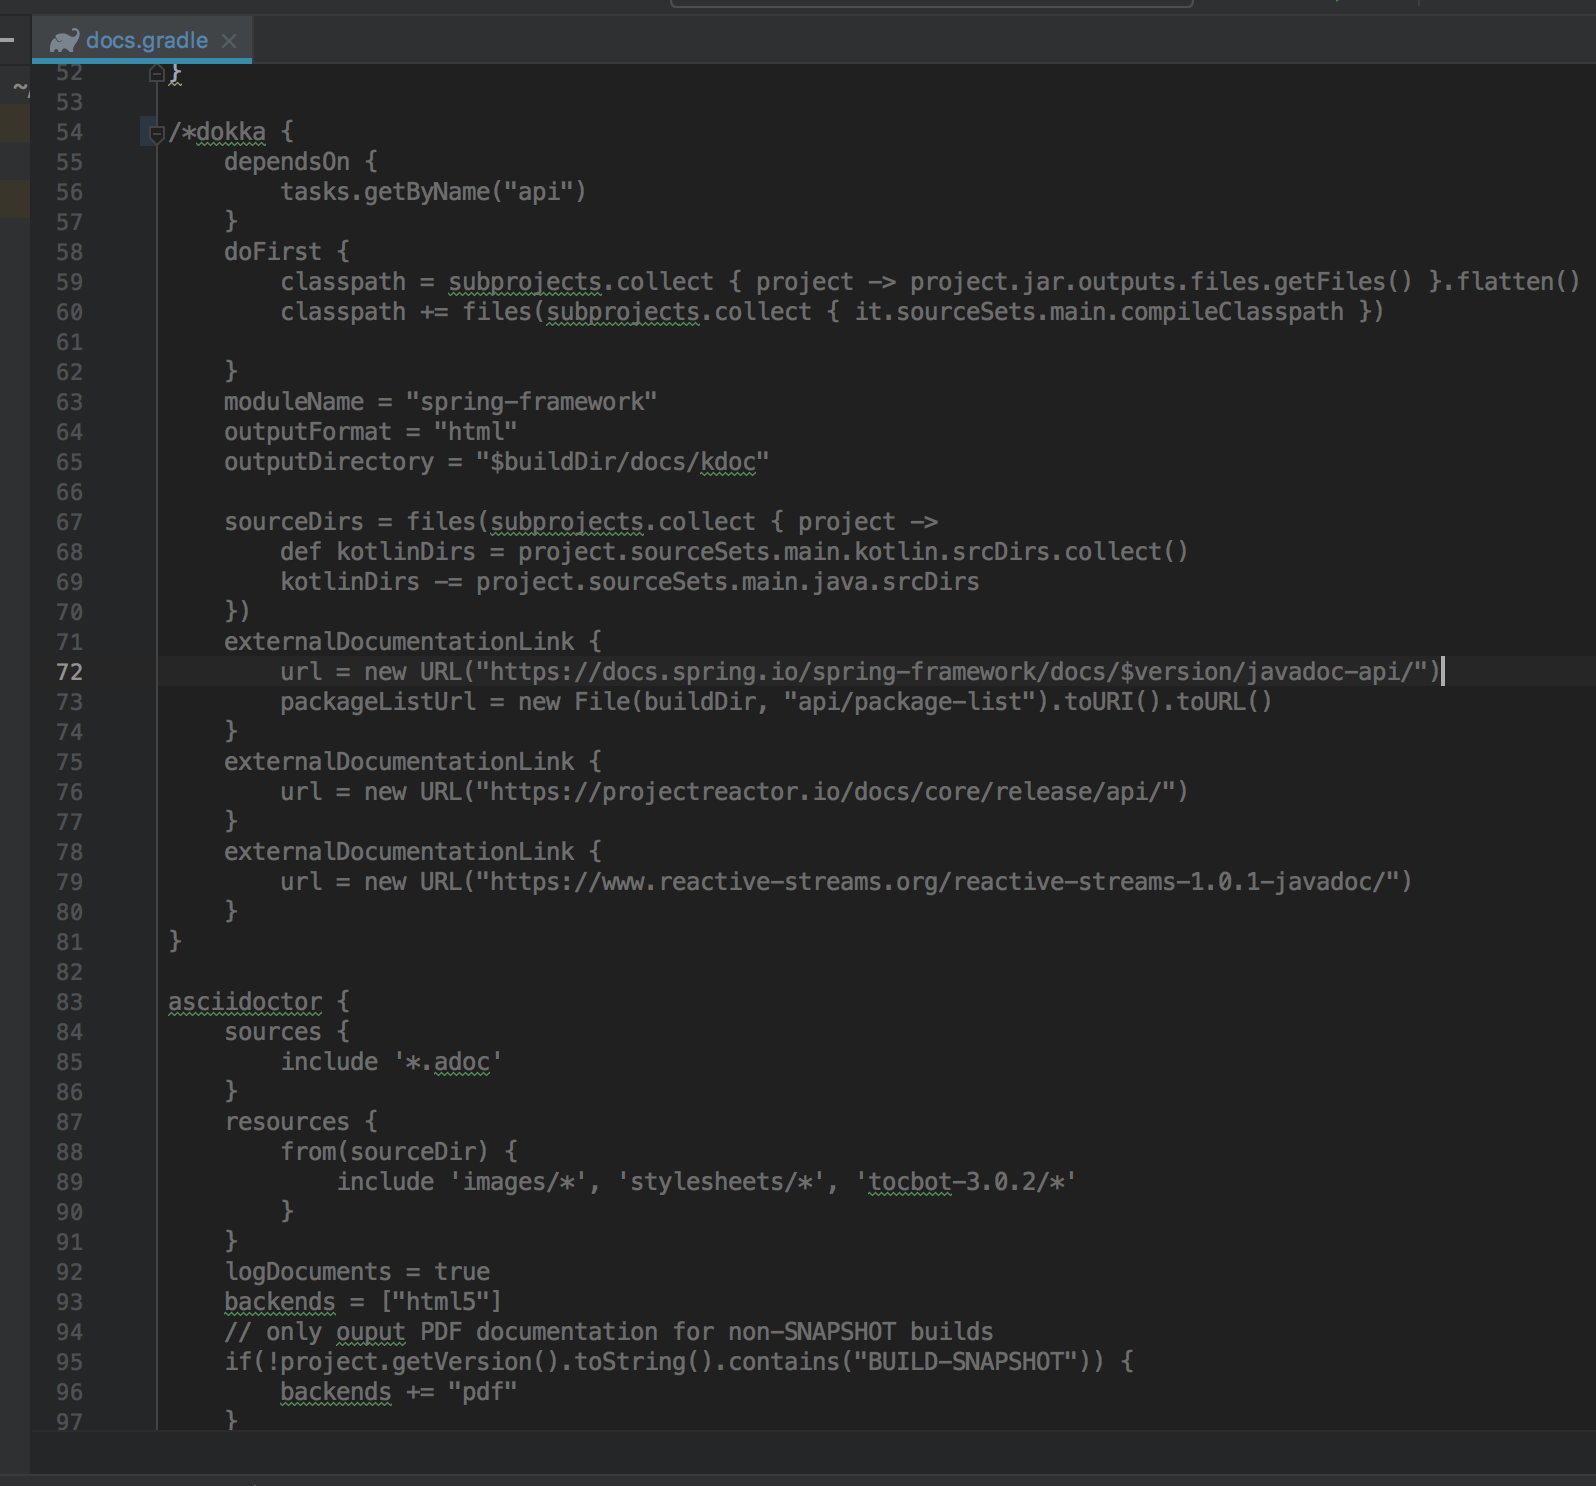 docs.gradle
~/
52 }
53
54 /*dokka {
55 dependsOn {
56 tasks.getByName("api")
57 }
58 doFirst {
59 classpath = subprojects.collect { project -> project.jar.outputs.files.getFiles() }.flatten()
60 classpath += files(subprojects.collect { it.sourceSets.main.compileClasspath })
61
62 }
63 moduleName = "spring-framework"
64 outputFormat = "html"
65 outputDirectory = "$buildDir/docs/kdoc"
66
67 sourceDirs = files(subprojects.collect { project ->
68 def kotlinDirs = project.sourceSets.main.kotlin.srcDirs.collect()
69 kotlinDirs -= project.sourceSets.main.java.srcDirs
70 })
71 externalDocumentationLink {
72 url = new URL("https://docs.spring.io/spring-framework/docs/$version/javadoc-api/")
73 packageListUrl = new File(buildDir, "api/package-list").toURI().toURL()
74 }
75 externalDocumentationLink {
76 url = new URL("https://projectreactor.io/docs/core/release/api/")
77 }
78 externalDocumentationLink {
79 url = new URL("https://www.reactive-streams.org/reactive-streams-1.0.1-javadoc/")
80 }
81 }
82
83 asciidoctor {
84 sources {
85 include '*.adoc'
86 }
87 resources {
88 from(sourceDir) {
89 include 'images/*', 'stylesheets/*', 'tocbot-3.0.2/*'
90 }
91 }
92 logDocuments = true
93 backends = ["html5"]
94 // only ouput PDF documentation for non-SNAPSHOT builds
95 if(!project.getVersion().toString().contains("BUILD-SNAPSHOT")) {
96 backends += "pdf"
97 }